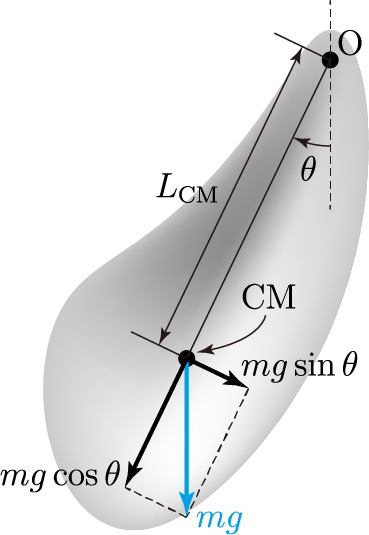 O
θ
L_CM
CM
mg sin θ
mg cos θ
mg